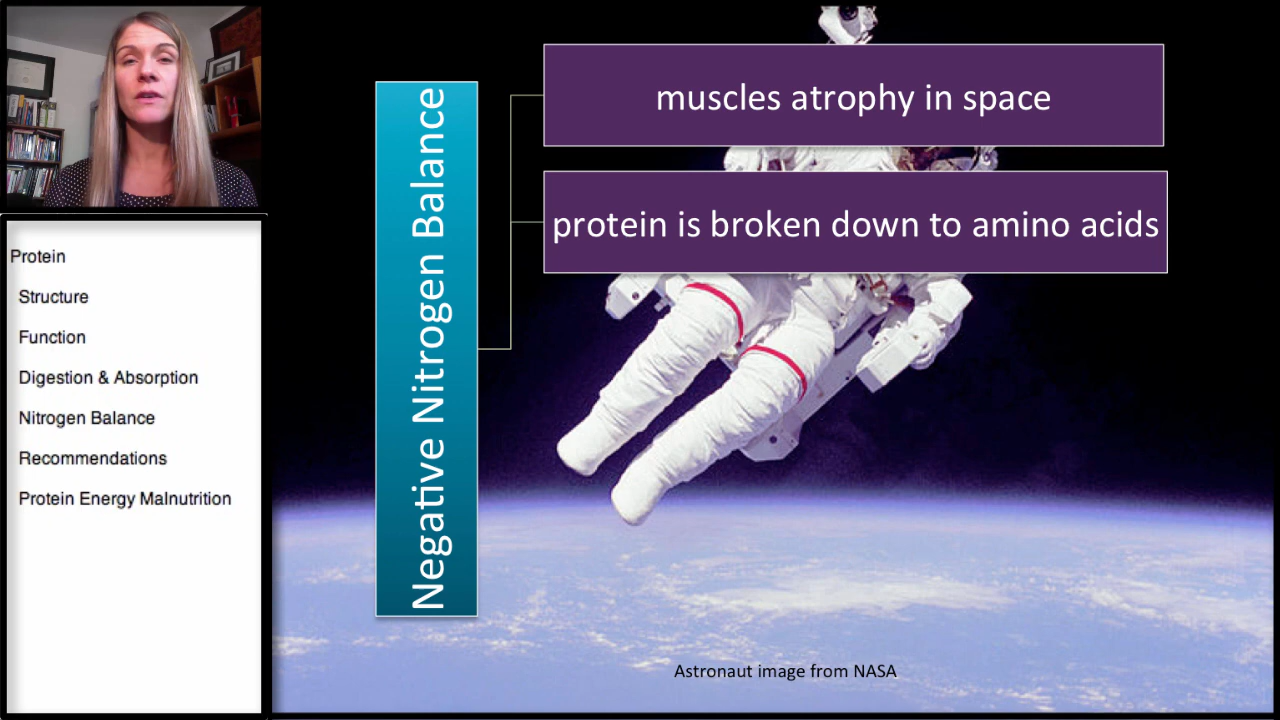 Protein
Structure
Function
Digestion & Absorption
Nitrogen Balance
Recommendations
Protein Energy Malnutrition
Negative Nitrogen Balance
muscles atrophy in space
protein is broken down to amino acids
Astronaut image from NASA